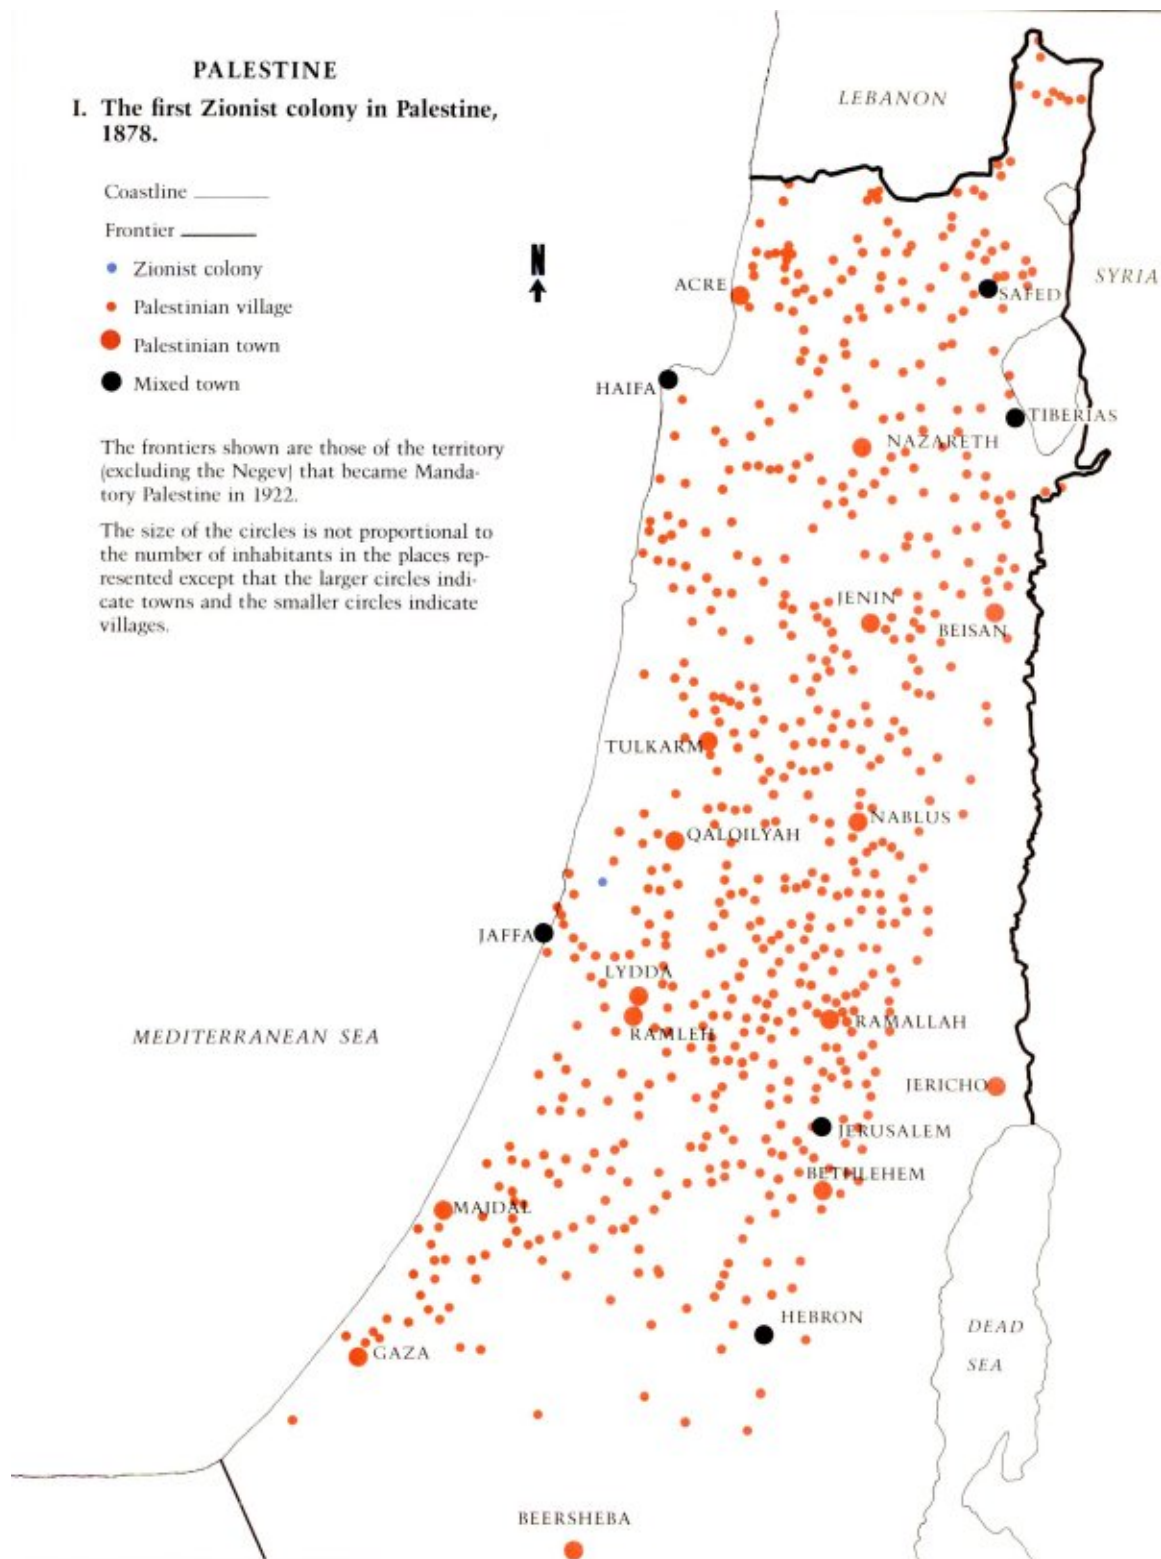 PALESTINE
I. The first Zionist colony in Palestine,
1878.
Coastline
Frontier
Zionist colony
Palestinian village
Palestinian town
Mixed town
The frontiers shown are those of the territory
(excluding the Negev) that became Manda-
tory Palestine in 1922.
The size of the circles is not proportional to
the number of inhabitants in the places rep-
resented except that the larger circles indi-
cate towns and the smaller circles indicate
villages.
N
LEBANON
SYRIA
ACRE
SAFED
HAIFA
TIBERIAS
NAZARETH
JENIN
BEISAN
TULKARM
NABLUS
QALQILYAH
JAFFA
LYDDA
RAMLEH
RAMALLAH
MEDITERRANEAN SEA
JERICHO
JERUSALEM
BETHLEHEM
MAJDAL
HEBRON
DEAD
SEA
GAZA
BEERSHEBA